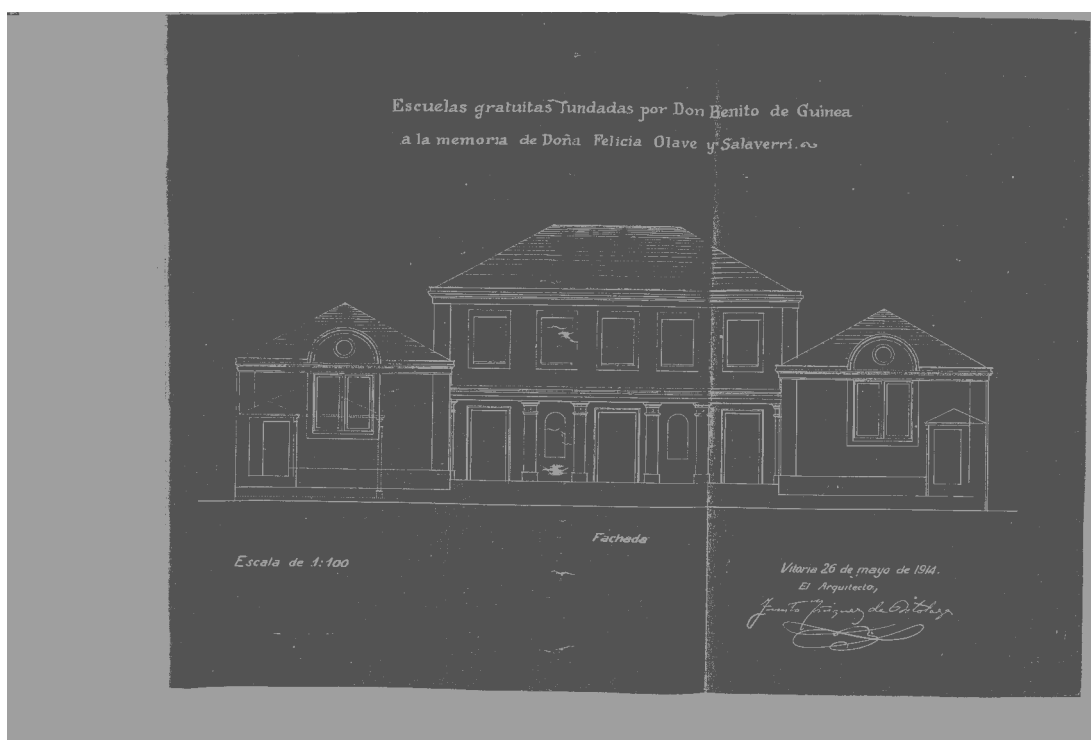 Escuelas gratuitas fundadas por Don Benito de Guinea
a la memoria de Doña Felicia Olave y Salaverri.
Fachada
Escala de 1:100
Vitoria 26 de mayo de 1914.
El Arquitecto,
de